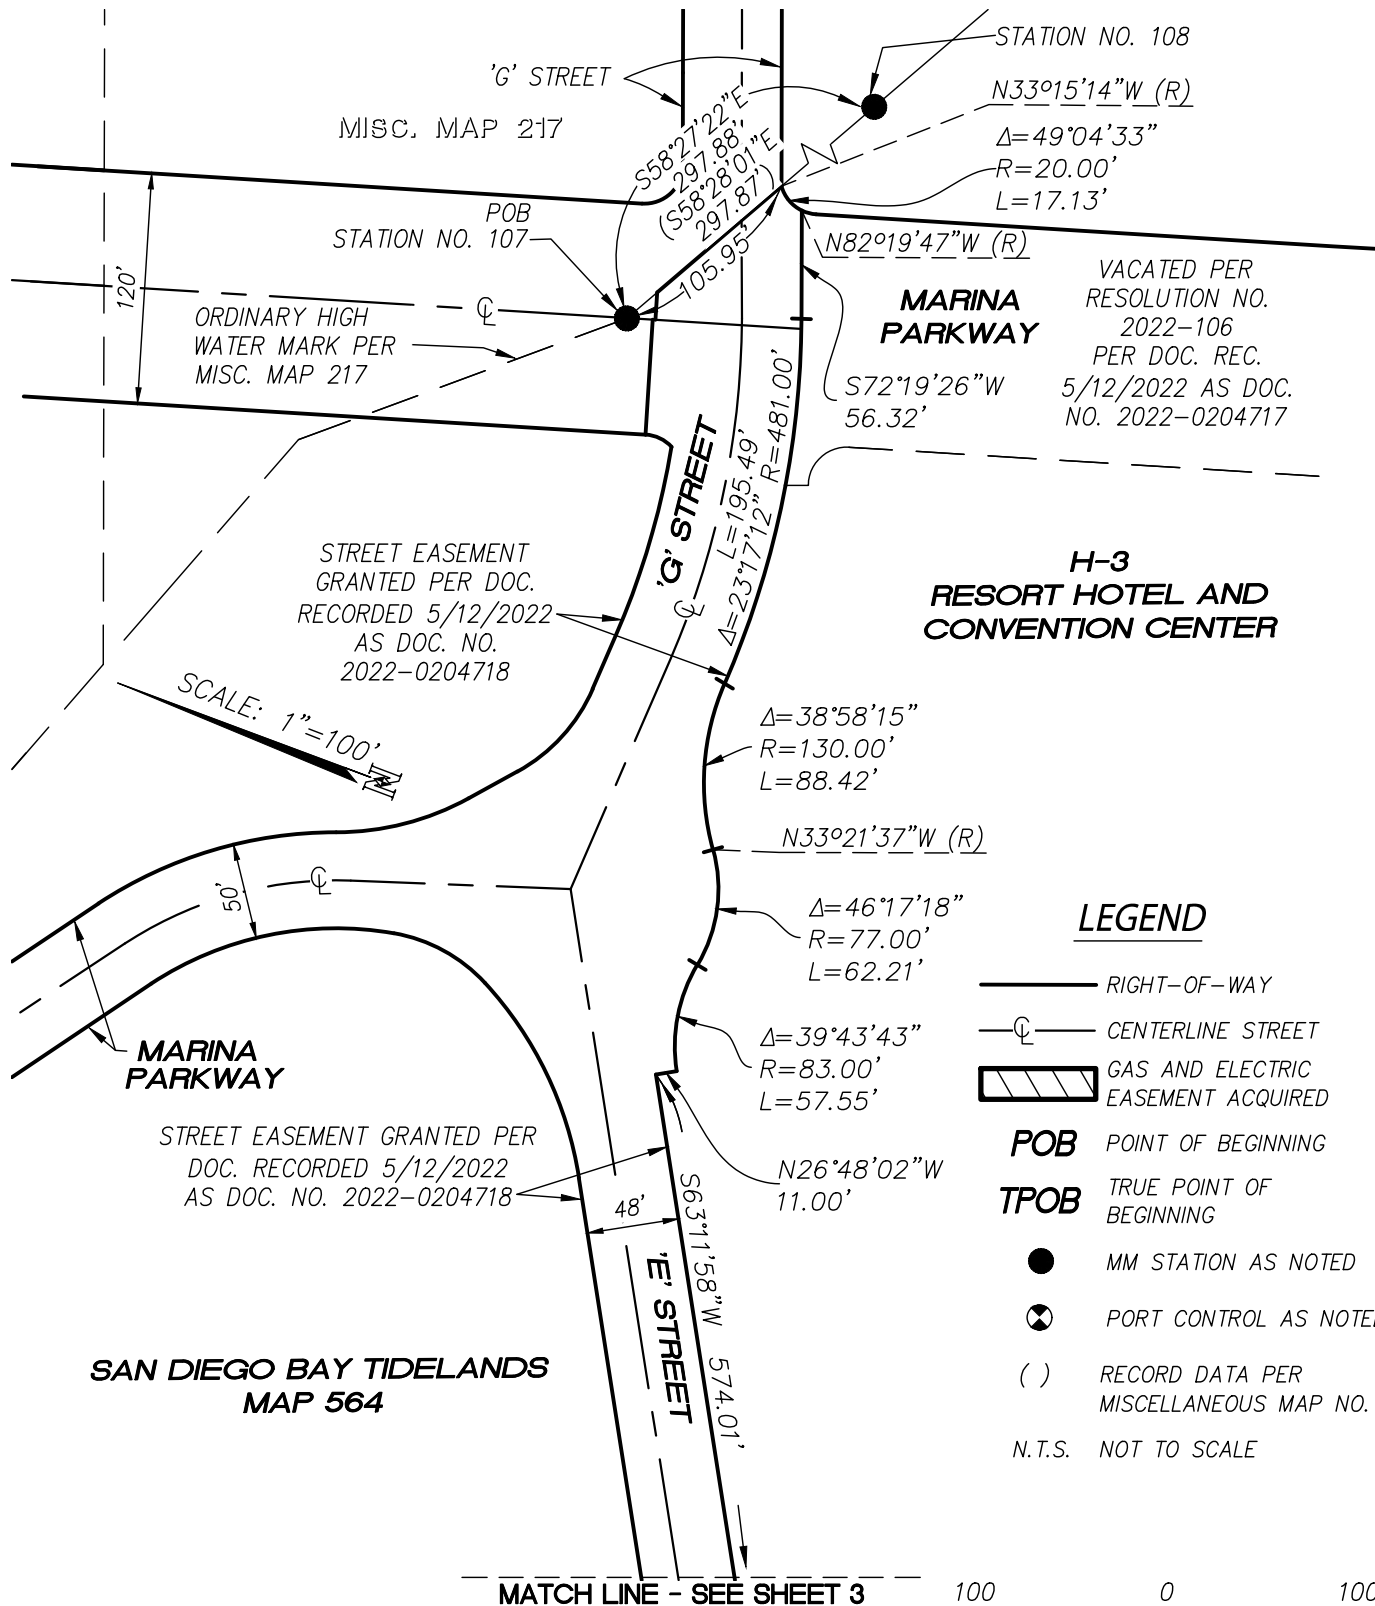 STATION NO. 108
'G' STREET
N33°15'14"W (R)
MISC. MAP 217
S58°27'22"E
297.88'
(S58°28'01"E
297.87')
Δ=49°04'33"
R=20.00'
L=17.13'
POB
STATION NO. 107
105.95'
N82°19'47"W (R)
120'
ORDINARY HIGH
WATER MARK PER
MISC. MAP 217
℄
MARINA
PARKWAY
VACATED PER
RESOLUTION NO.
2022-106
PER DOC. REC.
5/12/2022 AS DOC.
NO. 2022-0204717
S72°19'26"W
56.32'
'G' STREET
℄
L=195.49'
Δ=23°17'12" R=481.00'
STREET EASEMENT
GRANTED PER DOC.
RECORDED 5/12/2022
AS DOC. NO.
2022-0204718
H-3
RESORT HOTEL AND
CONVENTION CENTER
SCALE: 1"=100'
N
Δ=38°58'15"
R=130.00'
L=88.42'
N33°21'37"W (R)
℄
50'
Δ=46°17'18"
R=77.00'
L=62.21'
MARINA
PARKWAY
Δ=39°43'43"
R=83.00'
L=57.55'
STREET EASEMENT GRANTED PER
DOC. RECORDED 5/12/2022
AS DOC. NO. 2022-0204718
N26°48'02"W
11.00'
48'
'E' STREET
S63°11'58"W 574.01'
SAN DIEGO BAY TIDELANDS
MAP 564
LEGEND
RIGHT-OF-WAY
℄ CENTERLINE STREET
GAS AND ELECTRIC
EASEMENT ACQUIRED
POB POINT OF BEGINNING
TPOB TRUE POINT OF
BEGINNING
MM STATION AS NOTED
PORT CONTROL AS NOTED
( ) RECORD DATA PER
MISCELLANEOUS MAP NO.
N.T.S. NOT TO SCALE
MATCH LINE - SEE SHEET 3
100 0 100